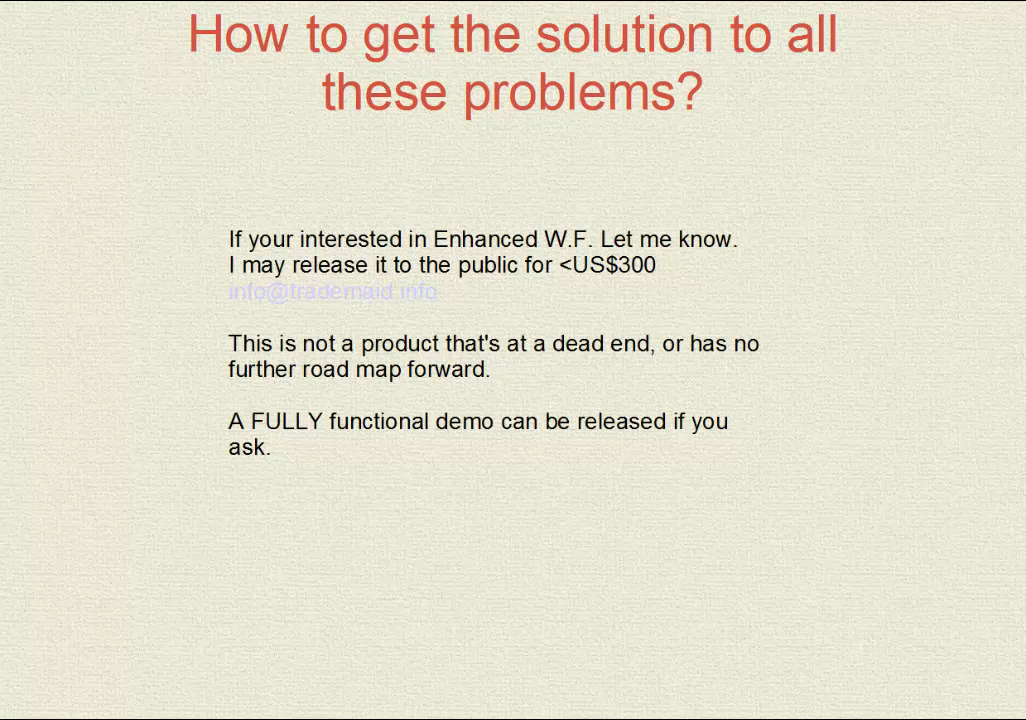 How to get the solution to all
these problems?
If your interested in Enhanced W.F. Let me know.
I may release it to the public for <US$300
info@trademaid.info
This is not a product that's at a dead end, or has no
further road map forward.
A FULLY functional demo can be released if you
ask.